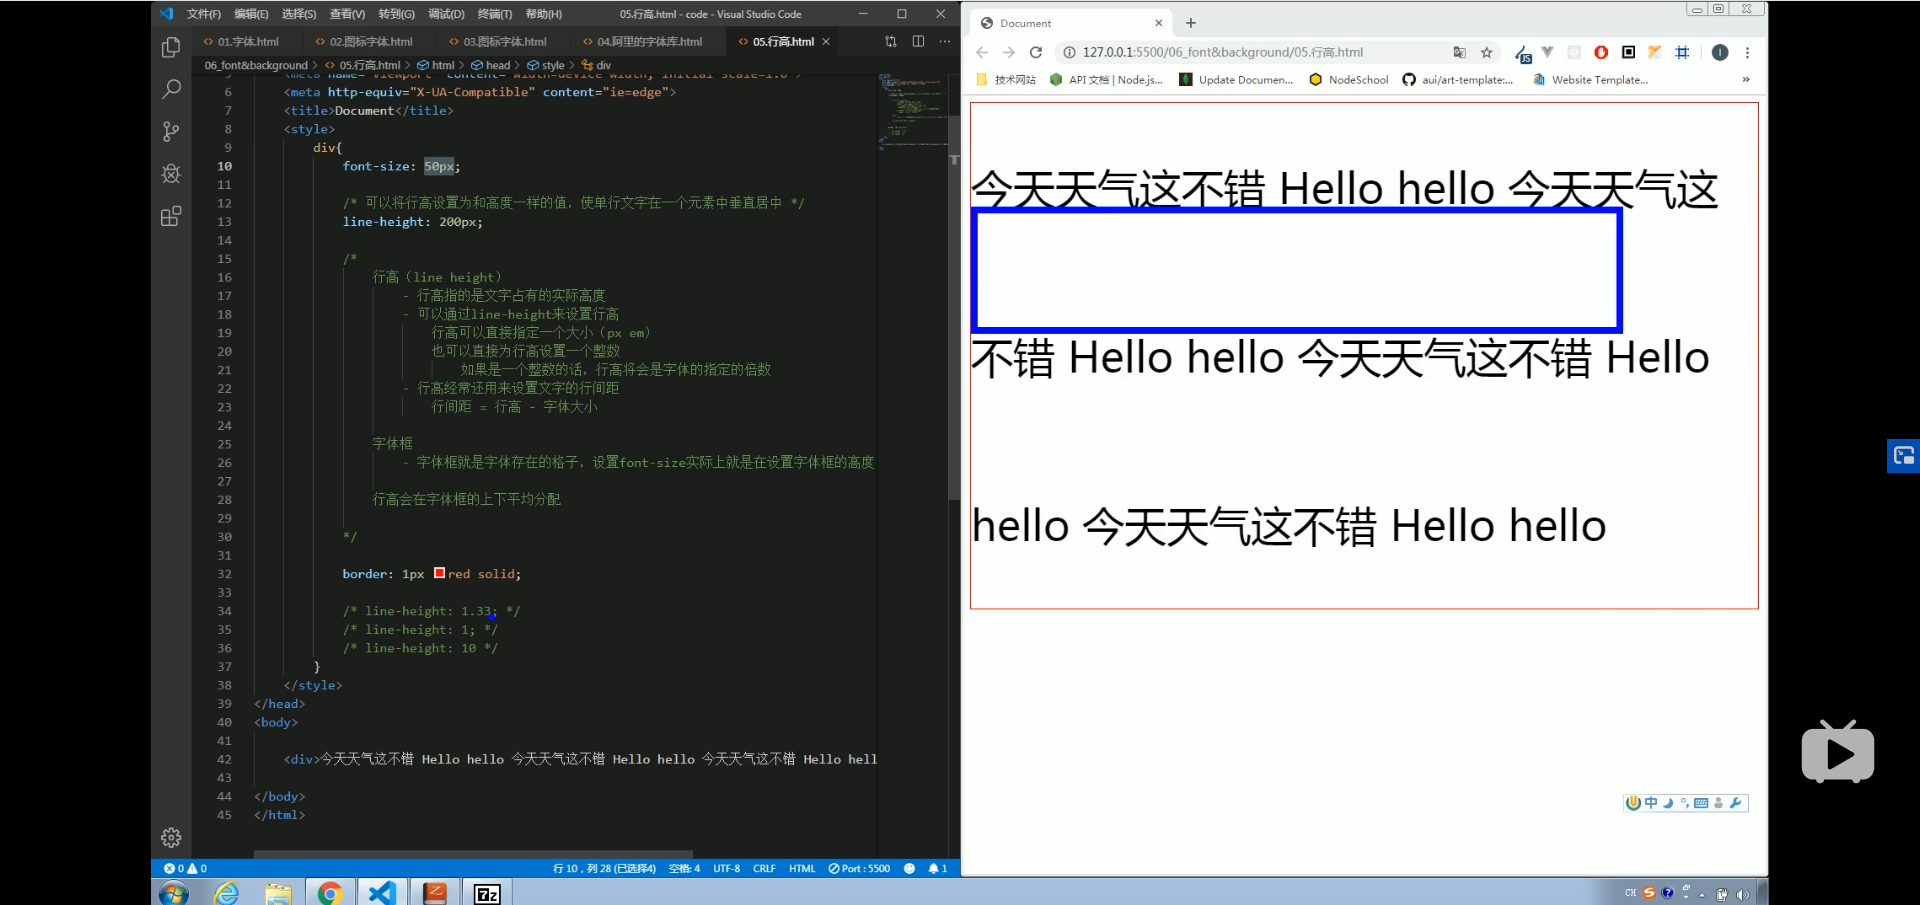 文件(F) 编辑(E) 选择(S) 查看(V) 转到(G) 调试(D) 终端(T) 帮助(H) 05.行高.html - code - Visual Studio Code
01.字体.html 02.图标字体.html 03.图标字体.html 04.阿里的字体库.html 05.行高.html
06_font&background > 05.行高.html > html > head > style > div
5 <meta name="viewport" content="width=device-width, initial-scale=1.0">
6 <meta http-equiv="X-UA-Compatible" content="ie=edge">
7 <title>Document</title>
8 <style>
9 div{
10 font-size: 50px;
11
12 /* 可以将行高设置为和高度一样的值，使单行文字在一个元素中垂直居中 */
13 line-height: 200px;
14
15 /*
16 行高（line height）
17 - 行高指的是文字占有的实际高度
18 - 可以通过line-height来设置行高
19 行高可以直接指定一个大小（px em）
20 也可以直接为行高设置一个整数
21 如果是一个整数的话，行高将会是字体的指定的倍数
22 - 行高经常还用来设置文字的行间距
23 行间距 = 行高 - 字体大小
24
25 字体框
26 - 字体框就是字体存在的格子，设置font-size实际上就是在设置字体框的高度
27
28 行高会在字体框的上下平均分配
29
30 */
31
32 border: 1px red solid;
33
34 /* line-height: 1.33; */
35 /* line-height: 1; */
36 /* line-height: 10 */
37 }
38 </style>
39 </head>
40 <body>
41
42 <div>今天天气这不错 Hello hello 今天天气这不错 Hello hello 今天天气这不错 Hello hell
43
44 </body>
45 </html>
0 0 行 10，列 28 (已选择4) 空格: 4 UTF-8 CRLF HTML Port : 5500 1
Document
127.0.0.1:5500/06_font&background/05.行高.html
技术网站 API 文档 | Node.js... Update Documen... NodeSchool aui/art-template:... Website Template... »
今天天气这不错 Hello hello 今天天气这
不错 Hello hello 今天天气这不错 Hello
hello 今天天气这不错 Hello hello
中
7z
CH